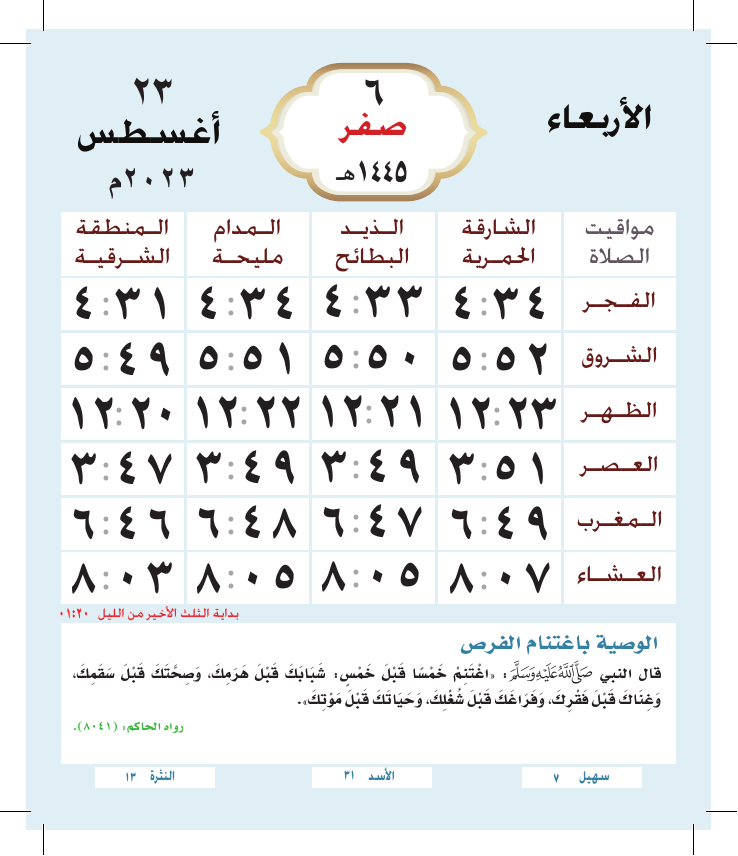 الأربعاء
٦
صفر
١٤٤٥هـ
٢٣
أغسطس
٢٠٢٣م
مواقيت الصلاة | الشارقة الحمرية | الذيد البطائح | المدام مليحة | المنطقة الشرقية
الفجر ٤:٣٤ ٤:٣٣ ٤:٣٤ ٤:٣١
الشروق ٥:٥٢ ٥:٥٠ ٥:٥١ ٥:٤٩
الظهر ١٢:٢٣ ١٢:٢١ ١٢:٢٢ ١٢:٢٠
العصر ٣:٥١ ٣:٤٩ ٣:٤٩ ٣:٤٧
المغرب ٦:٤٩ ٦:٤٧ ٦:٤٨ ٦:٤٦
العشاء ٨:٠٧ ٨:٠٥ ٨:٠٥ ٨:٠٣
بداية الثلث الأخير من الليل ٠١:٢٠
الوصية باغتنام الفرص
قال النبي صَلَّى اللَّهُ عَلَيْهِ وَسَلَّمَ: «اغْتَنِمْ خَمْسًا قَبْلَ خَمْسٍ: شَبَابَكَ قَبْلَ هَرَمِكَ، وَصِحَّتَكَ قَبْلَ سَقَمِكَ،
وَغِنَاكَ قَبْلَ فَقْرِكَ، وَفَرَاغَكَ قَبْلَ شُغْلِكَ، وَحَيَاتَكَ قَبْلَ مَوْتِكَ».
رواه الحاكم: (٨٠٤١).
سهيل ٧
الأسد ٣١
النثرة ١٣